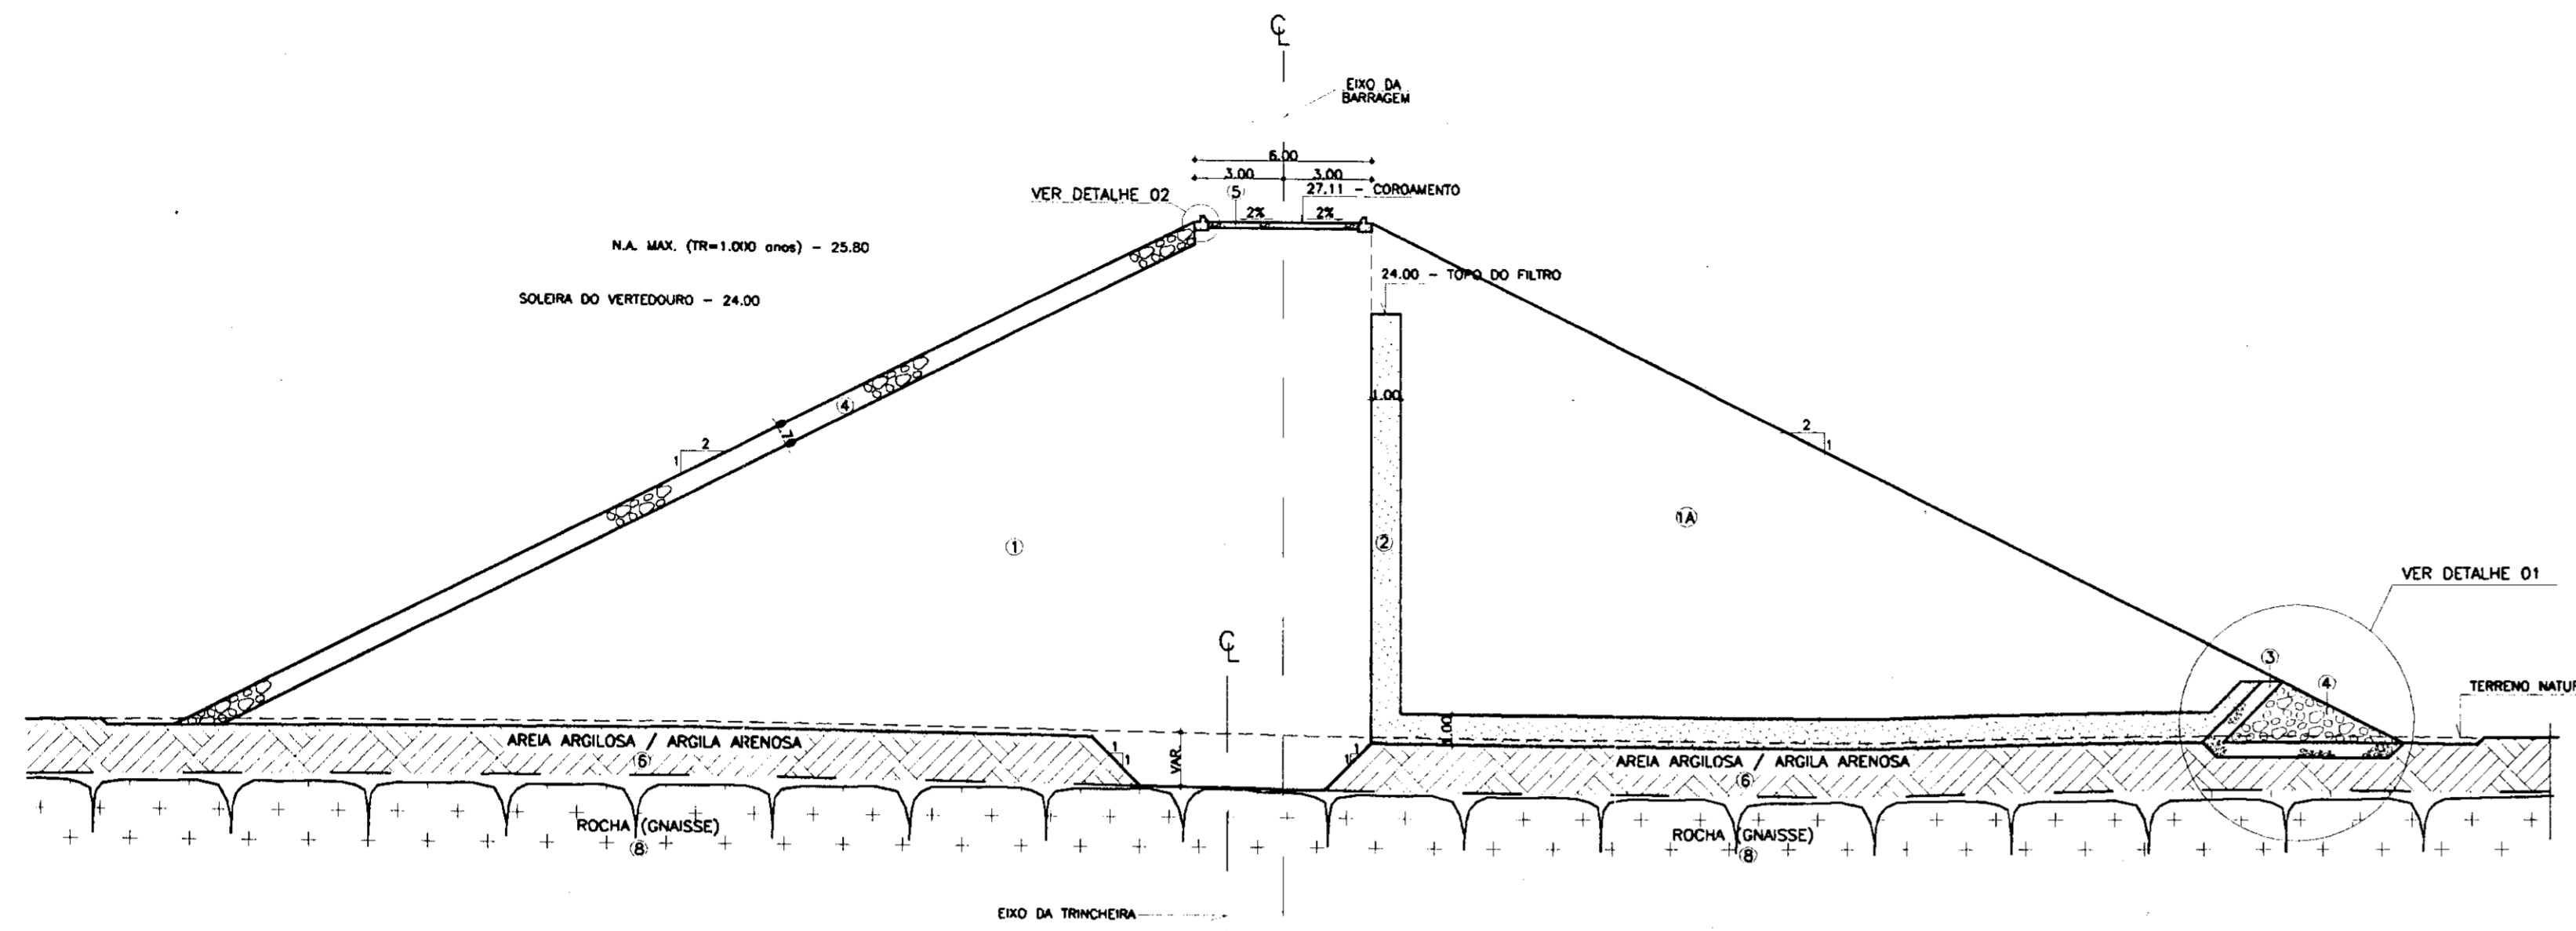 ℄
EIXO DA
BARRAGEM
6.00
3.00 3.00
VER DETALHE 02
5
27.11 - COROAMENTO
2% 2%
N.A. MAX. (TR=1.000 anos) - 25.80
24.00 - TOPO DO FILTRO
SOLEIRA DO VERTEDOURO - 24.00
1.00
4
2
1
2
1
1A
1
2
VER DETALHE 01
℄
3
4
TERRENO NATUR
1.00
AREIA ARGILOSA / ARGILA ARENOSA
6
1
1
VAR.
1
1
AREIA ARGILOSA / ARGILA ARENOSA
6
ROCHA (GNAISSE)
8
ROCHA (GNAISSE)
8
EIXO DA TRINCHEIRA